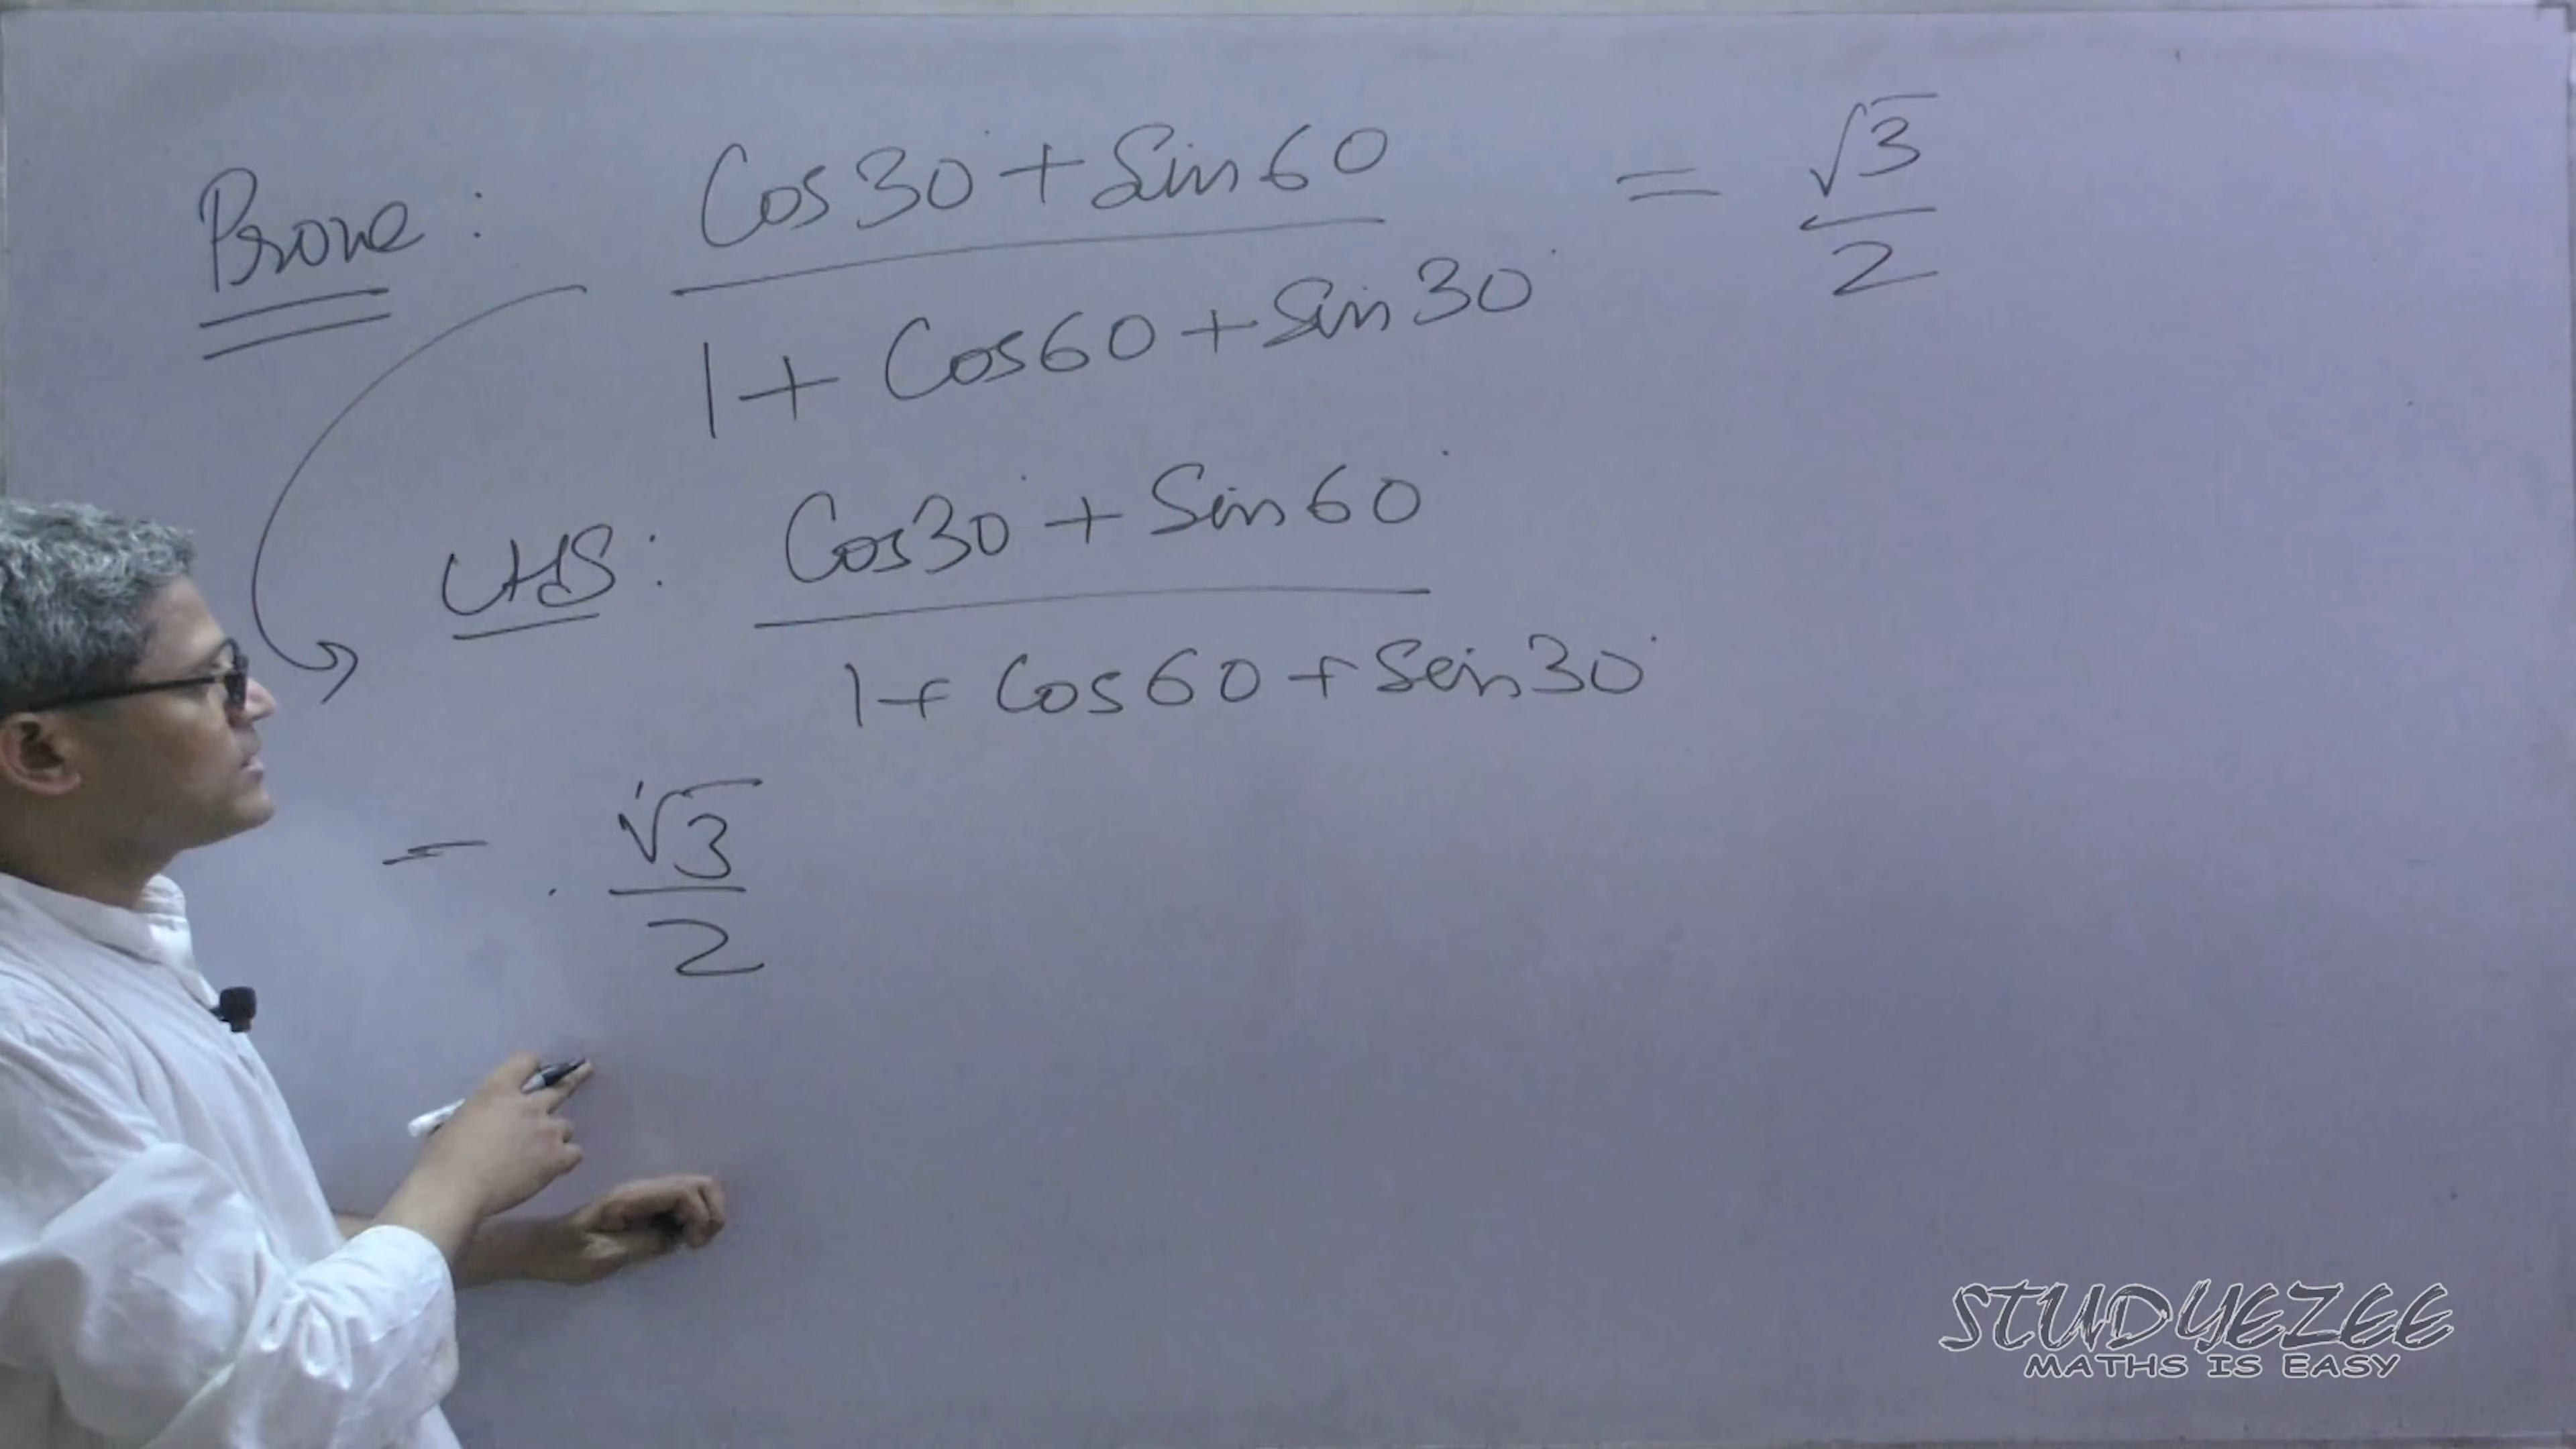 Prove : Cos30° + Sin60 = √3
1 + Cos60 + Sin30° 2
LHS : Cos30° + Sin60°
1 + Cos60 + Sin30°
= √3
2
STUDYEZEE
MATHS IS EASY